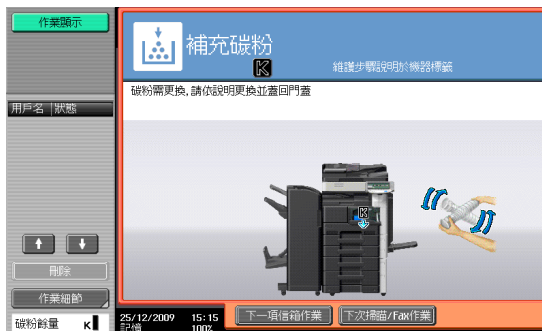 作業顯示
補充碳粉
K
維護步驟說明於機器標籤
碳粉需更換,請依說明更換並蓋回門蓋
用戶名 狀態
K
刪除
作業細節
下一項信箱作業
下次掃瞄/Fax作業
碳粉餘量 K
25/12/2009 15:15
記憶 100%